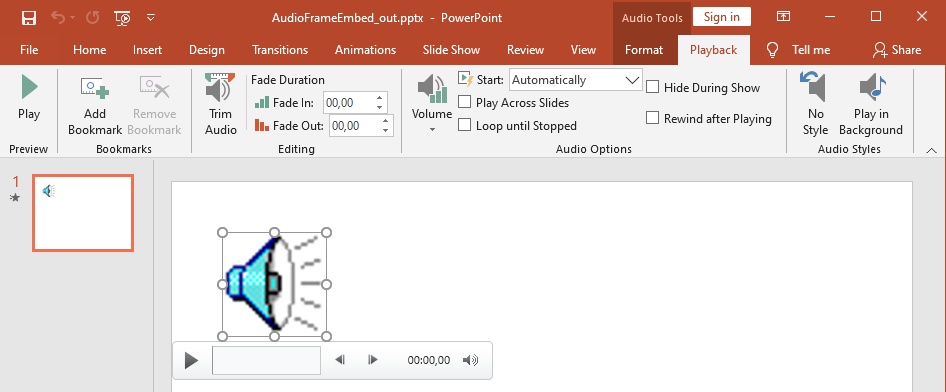 AudioFrameEmbed_out.pptx - PowerPoint
Audio Tools
Sign in
File Home Insert Design Transitions Animations Slide Show Review View Format Playback Tell me Share
Play
Preview
Add Bookmark
Remove Bookmark
Bookmarks
Trim Audio
Fade Duration
Fade In: 00,00
Fade Out: 00,00
Editing
Volume
Start: Automatically
Play Across Slides
Loop until Stopped
Hide During Show
Rewind after Playing
Audio Options
No Style
Play in Background
Audio Styles
1
00:00,00